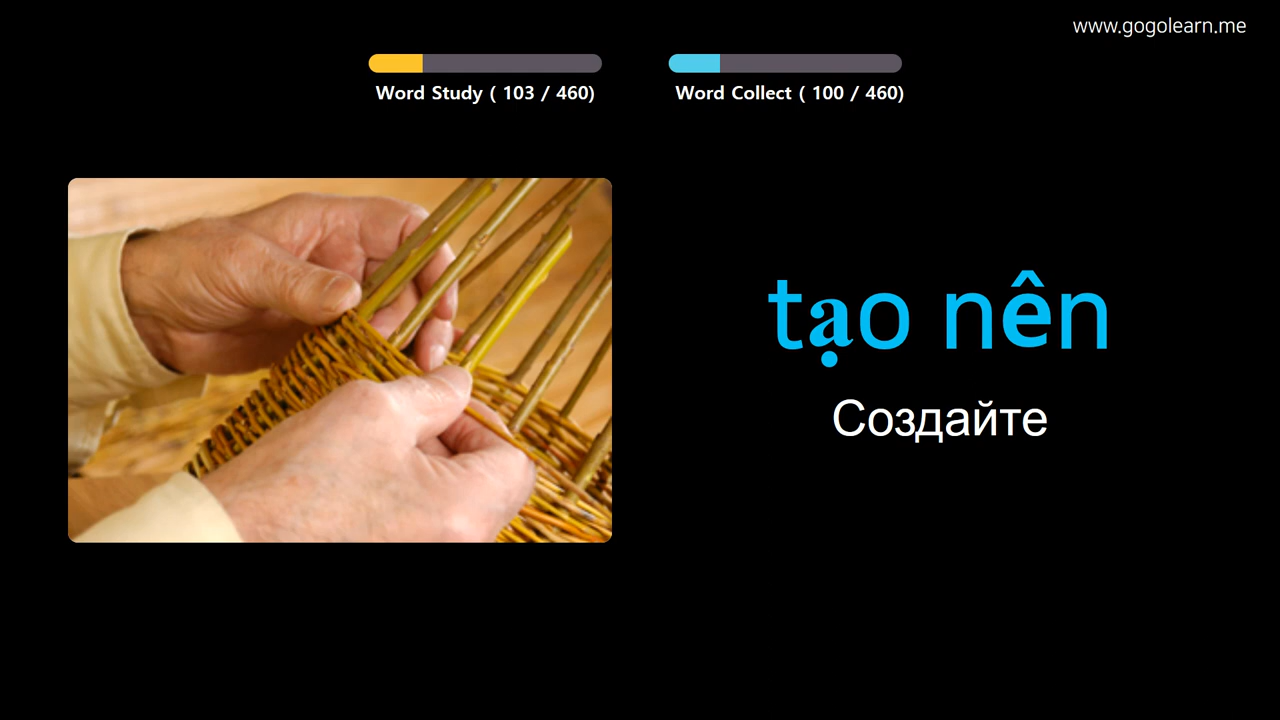 www.gogolearn.me
Word Study ( 103 / 460)
Word Collect ( 100 / 460)
tạo nên
Создайте